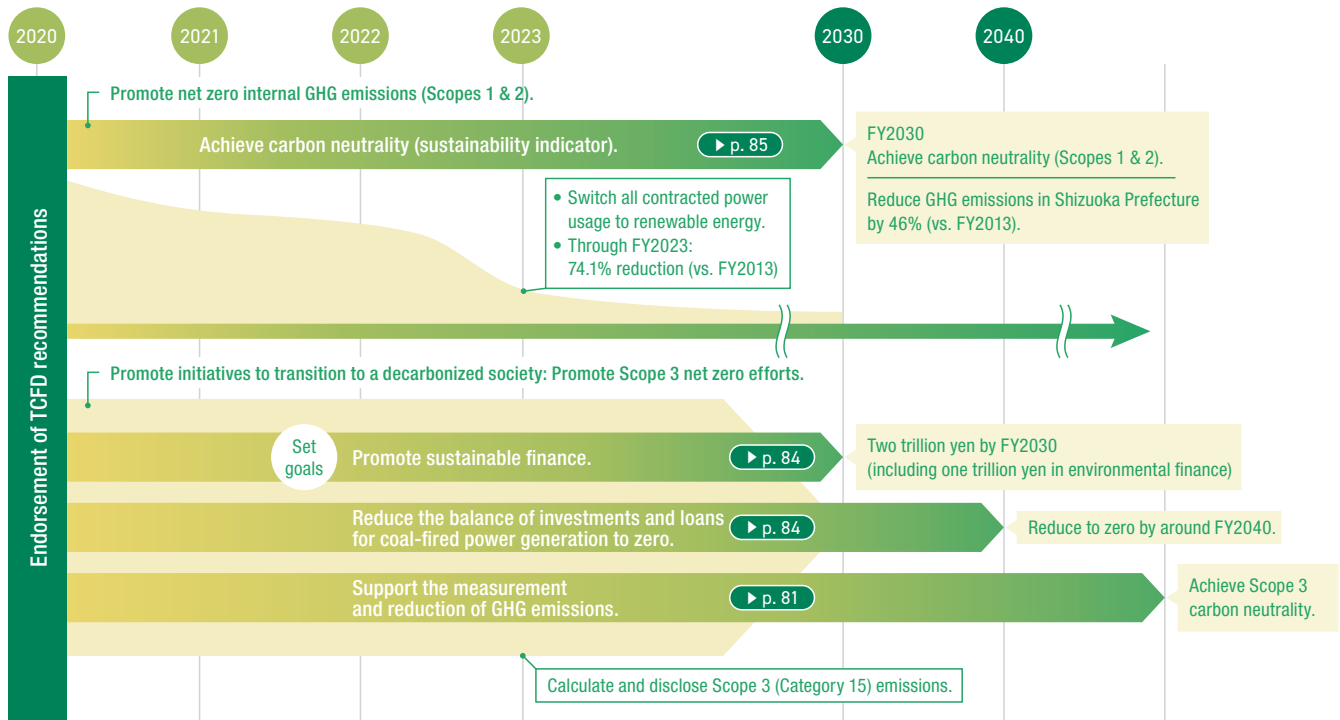 2020
2021
2022
2023
2030
2040
Endorsement of TCFD recommendations
Promote net zero internal GHG emissions (Scopes 1 & 2).
Achieve carbon neutrality (sustainability indicator).
p. 85
FY2030
Achieve carbon neutrality (Scopes 1 & 2).
Reduce GHG emissions in Shizuoka Prefecture
by 46% (vs. FY2013).
• Switch all contracted power
usage to renewable energy.
• Through FY2023:
74.1% reduction (vs. FY2013)
Promote initiatives to transition to a decarbonized society: Promote Scope 3 net zero efforts.
Set
goals
Promote sustainable finance.
p. 84
Two trillion yen by FY2030
(including one trillion yen in environmental finance)
Reduce the balance of investments and loans
for coal-fired power generation to zero.
p. 84
Reduce to zero by around FY2040.
Support the measurement
and reduction of GHG emissions.
p. 81
Achieve Scope 3
carbon neutrality.
Calculate and disclose Scope 3 (Category 15) emissions.